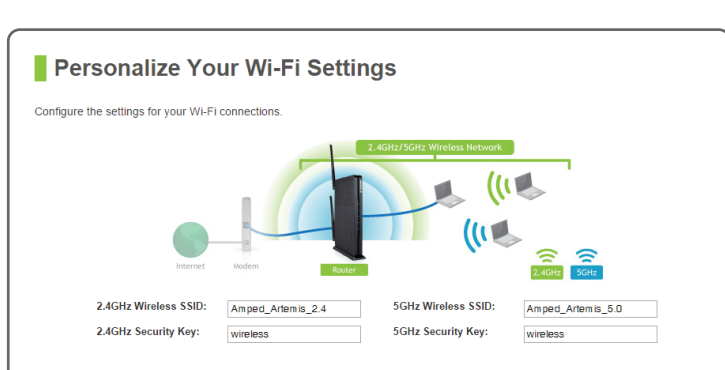 Personalize Your Wi-Fi Settings
Configure the settings for your Wi-Fi connections.
2.4GHz/5GHz Wireless Network
Internet
Modem
Router
2.4GHz
5GHz
2.4GHz Wireless SSID: Amped_Artemis_2.4 5GHz Wireless SSID: Amped_Artemis_5.0
2.4GHz Security Key: wireless 5GHz Security Key: wireless